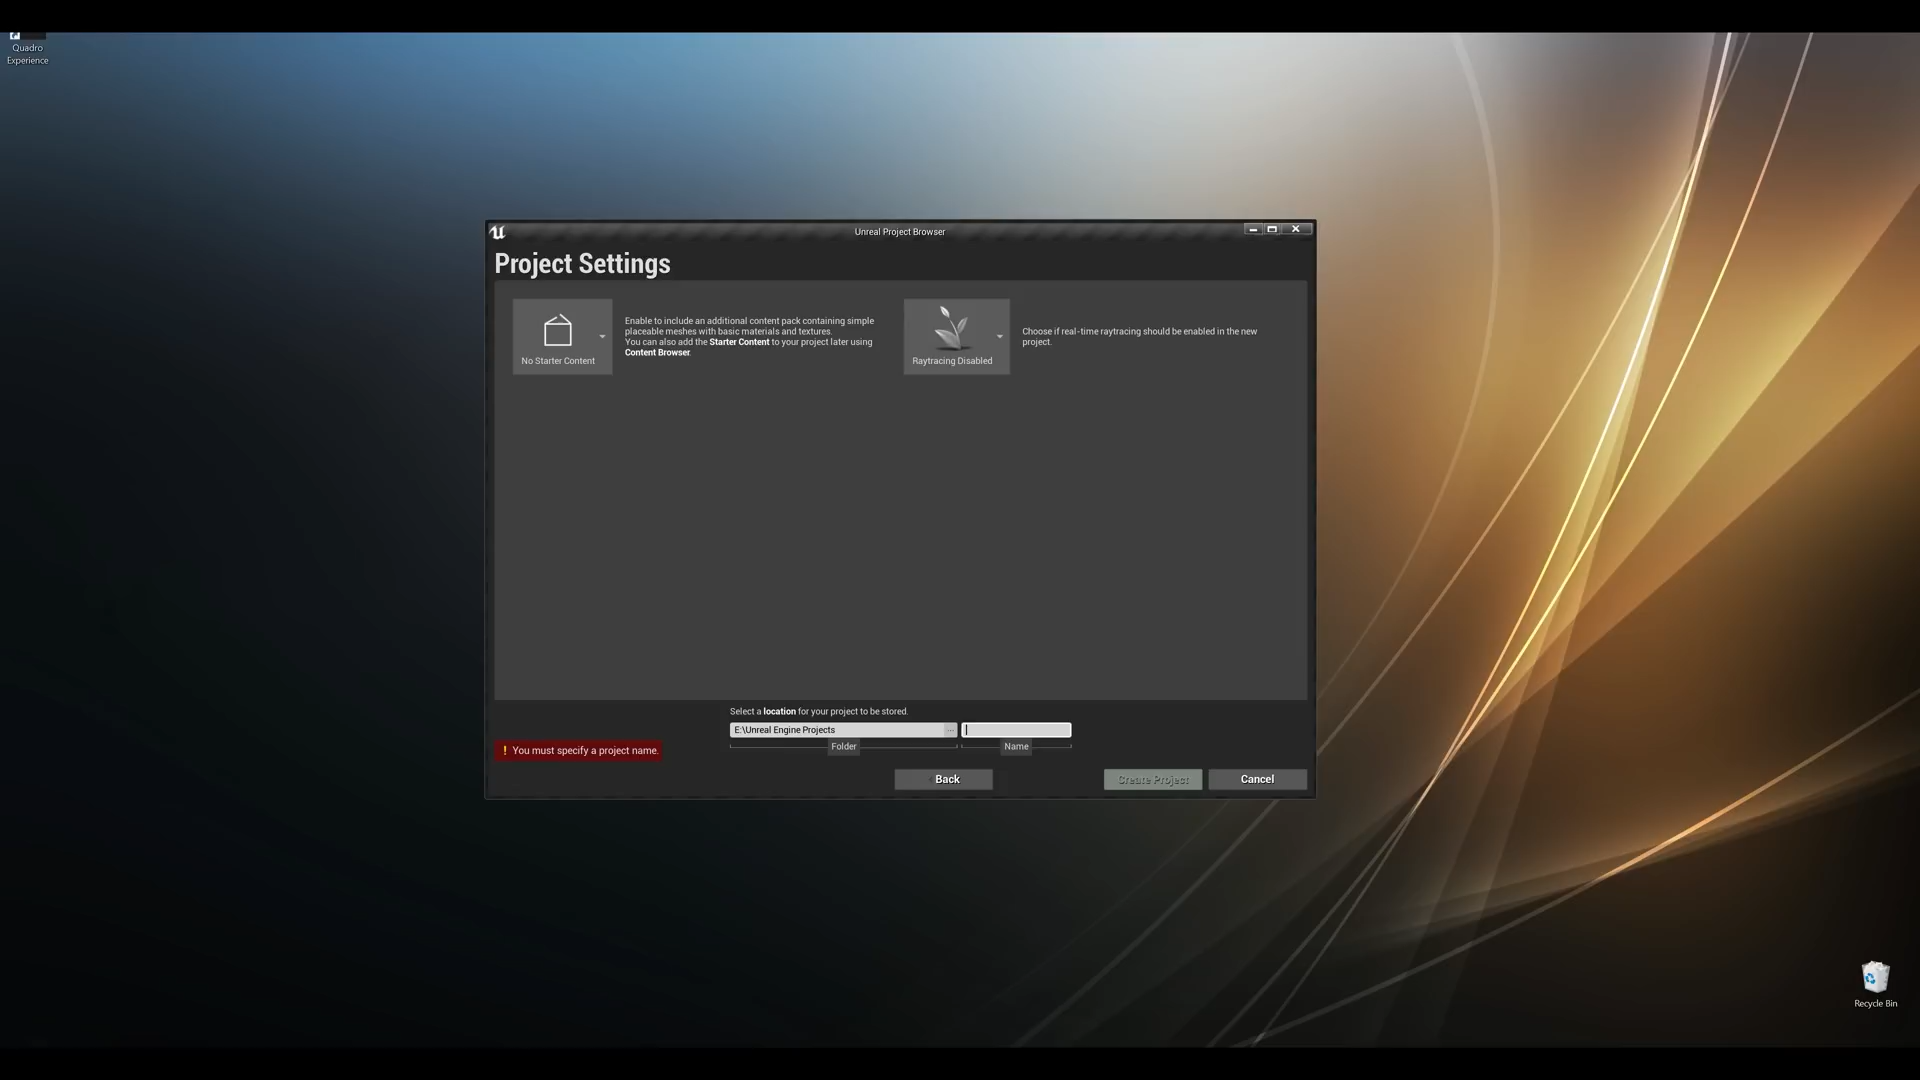 Quadro
Experience
Unreal Project Browser
Project Settings
No Starter Content
Enable to include an additional content pack containing simple
placeable meshes with basic materials and textures.
You can also add the Starter Content to your project later using
Content Browser.
Raytracing Disabled
Choose if real-time raytracing should be enabled in the new
project.
Select a location for your project to be stored.
E:\Unreal Engine Projects
...
Folder
Name
! You must specify a project name.
Back
Create Project
Cancel
Recycle Bin